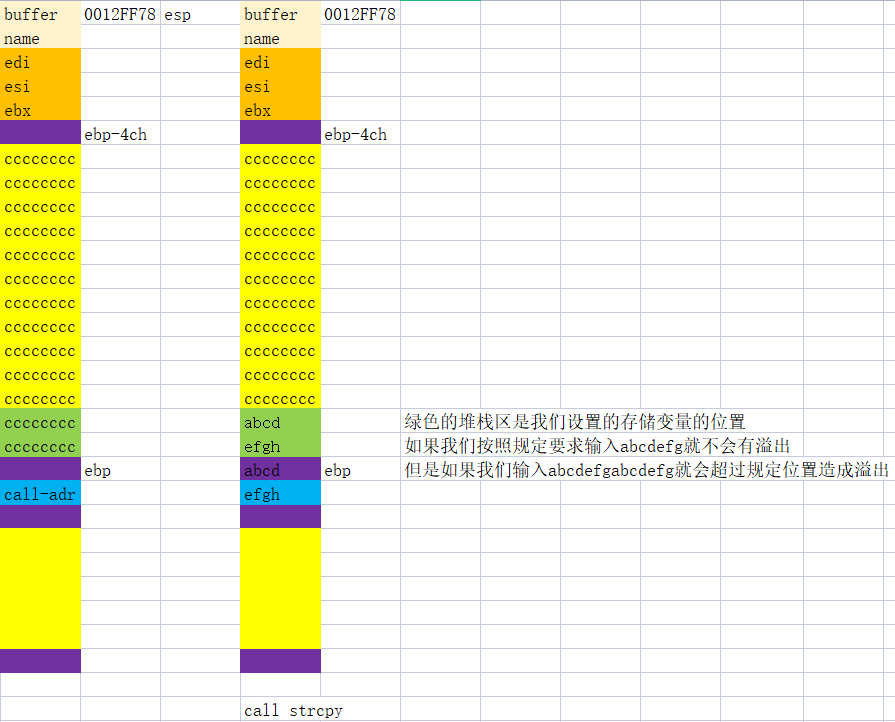 buffer 0012FF78 esp buffer 0012FF78
name name
edi edi
esi esi
ebx ebx
ebp-4ch ebp-4ch
cccccccc cccccccc
cccccccc cccccccc
cccccccc cccccccc
cccccccc cccccccc
cccccccc cccccccc
cccccccc cccccccc
cccccccc cccccccc
cccccccc cccccccc
cccccccc cccccccc
cccccccc cccccccc
cccccccc cccccccc
cccccccc abcd 绿色的堆栈区是我们设置的存储变量的位置
cccccccc efgh 如果我们按照规定要求输入abcdefg就不会有溢出
ebp abcd ebp 但是如果我们输入abcdefgabcdefg就会超过规定位置造成溢出
call-adr efgh
call strcpy